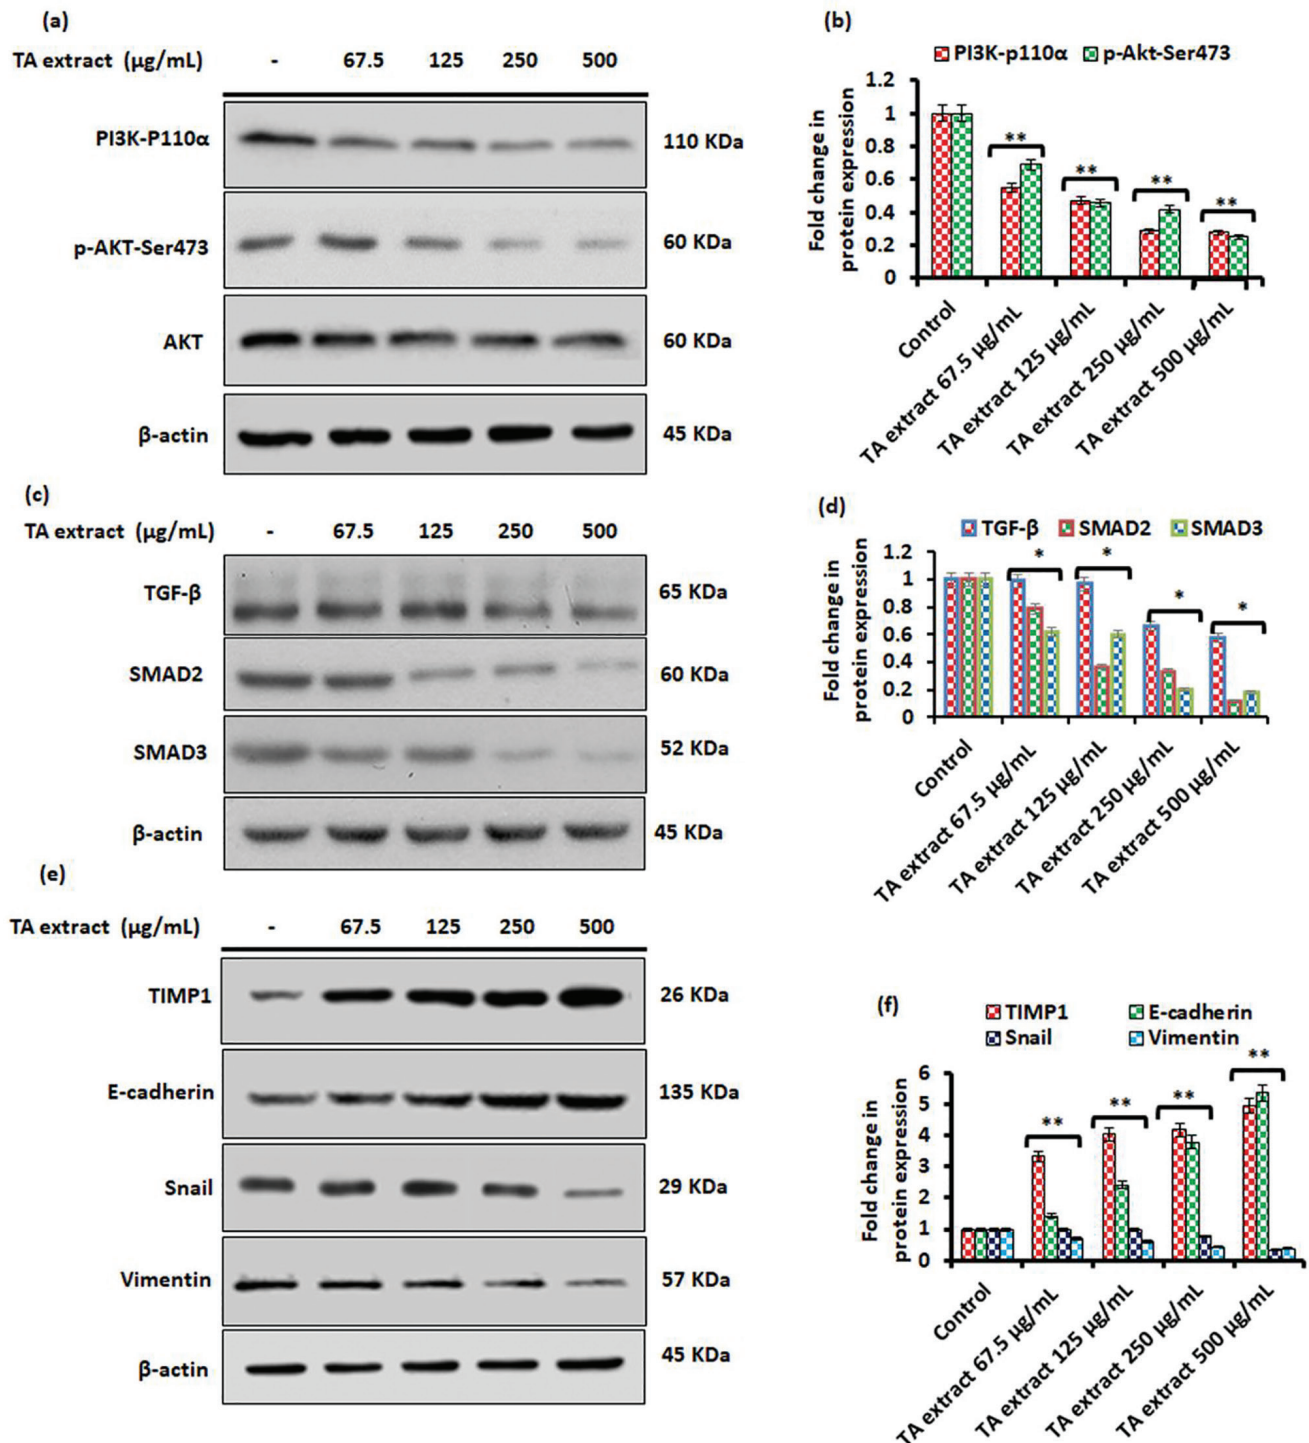 (a)
TA extract (µg/mL) - 67.5 125 250 500
PI3K-P110α 110 KDa
p-AKT-Ser473 60 KDa
AKT 60 KDa
β-actin 45 KDa
(b)
PI3K-p110α p-Akt-Ser473
Fold change in
protein expression
1.2
1
0.8
0.6
0.4
0.2
0
** ** ** **
Control
TA extract 67.5 µg/mL
TA extract 125 µg/mL
TA extract 250 µg/mL
TA extract 500 µg/mL
(c)
TA extract (µg/mL) - 67.5 125 250 500
TGF-β 65 KDa
SMAD2 60 KDa
SMAD3 52 KDa
β-actin 45 KDa
(d)
TGF-β SMAD2 SMAD3
Fold change in
protein expression
1.2
1
0.8
0.6
0.4
0.2
0
* * * *
Control
TA extract 67.5 µg/mL
TA extract 125 µg/mL
TA extract 250 µg/mL
TA extract 500 µg/mL
(e)
TA extract (µg/mL) - 67.5 125 250 500
TIMP1 26 KDa
E-cadherin 135 KDa
Snail 29 KDa
Vimentin 57 KDa
β-actin 45 KDa
(f)
TIMP1 E-cadherin
Snail Vimentin
Fold change in
protein expression
6
5
4
3
2
1
0
** ** ** **
Control
TA extract 67.5 µg/mL
TA extract 125 µg/mL
TA extract 250 µg/mL
TA extract 500 µg/mL